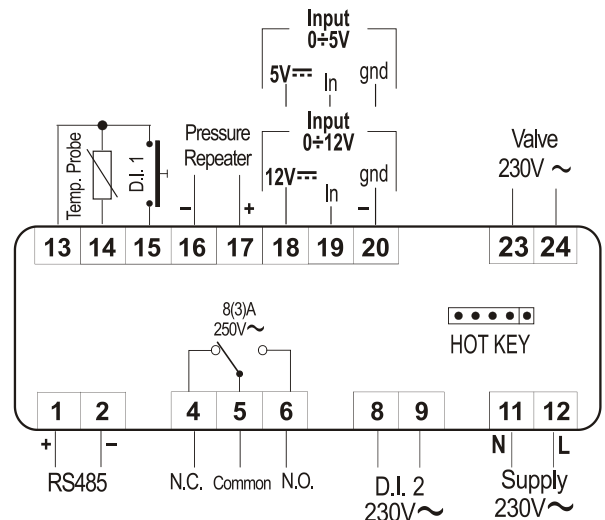 Input
0÷5V
5V⎓ In gnd
Input
0÷12V
12V⎓ In gnd
Temp. Probe
D.I. 1
Pressure
Repeater
Valve
230V ~
– + –
13 14 15 16 17 18 19 20 23 24
8(3)A
250V~
HOT KEY
1 2 4 5 6 8 9 11 12
+ – N L
RS485 N.C. Common N.O. D.I. 2 Supply
230V~ 230V~